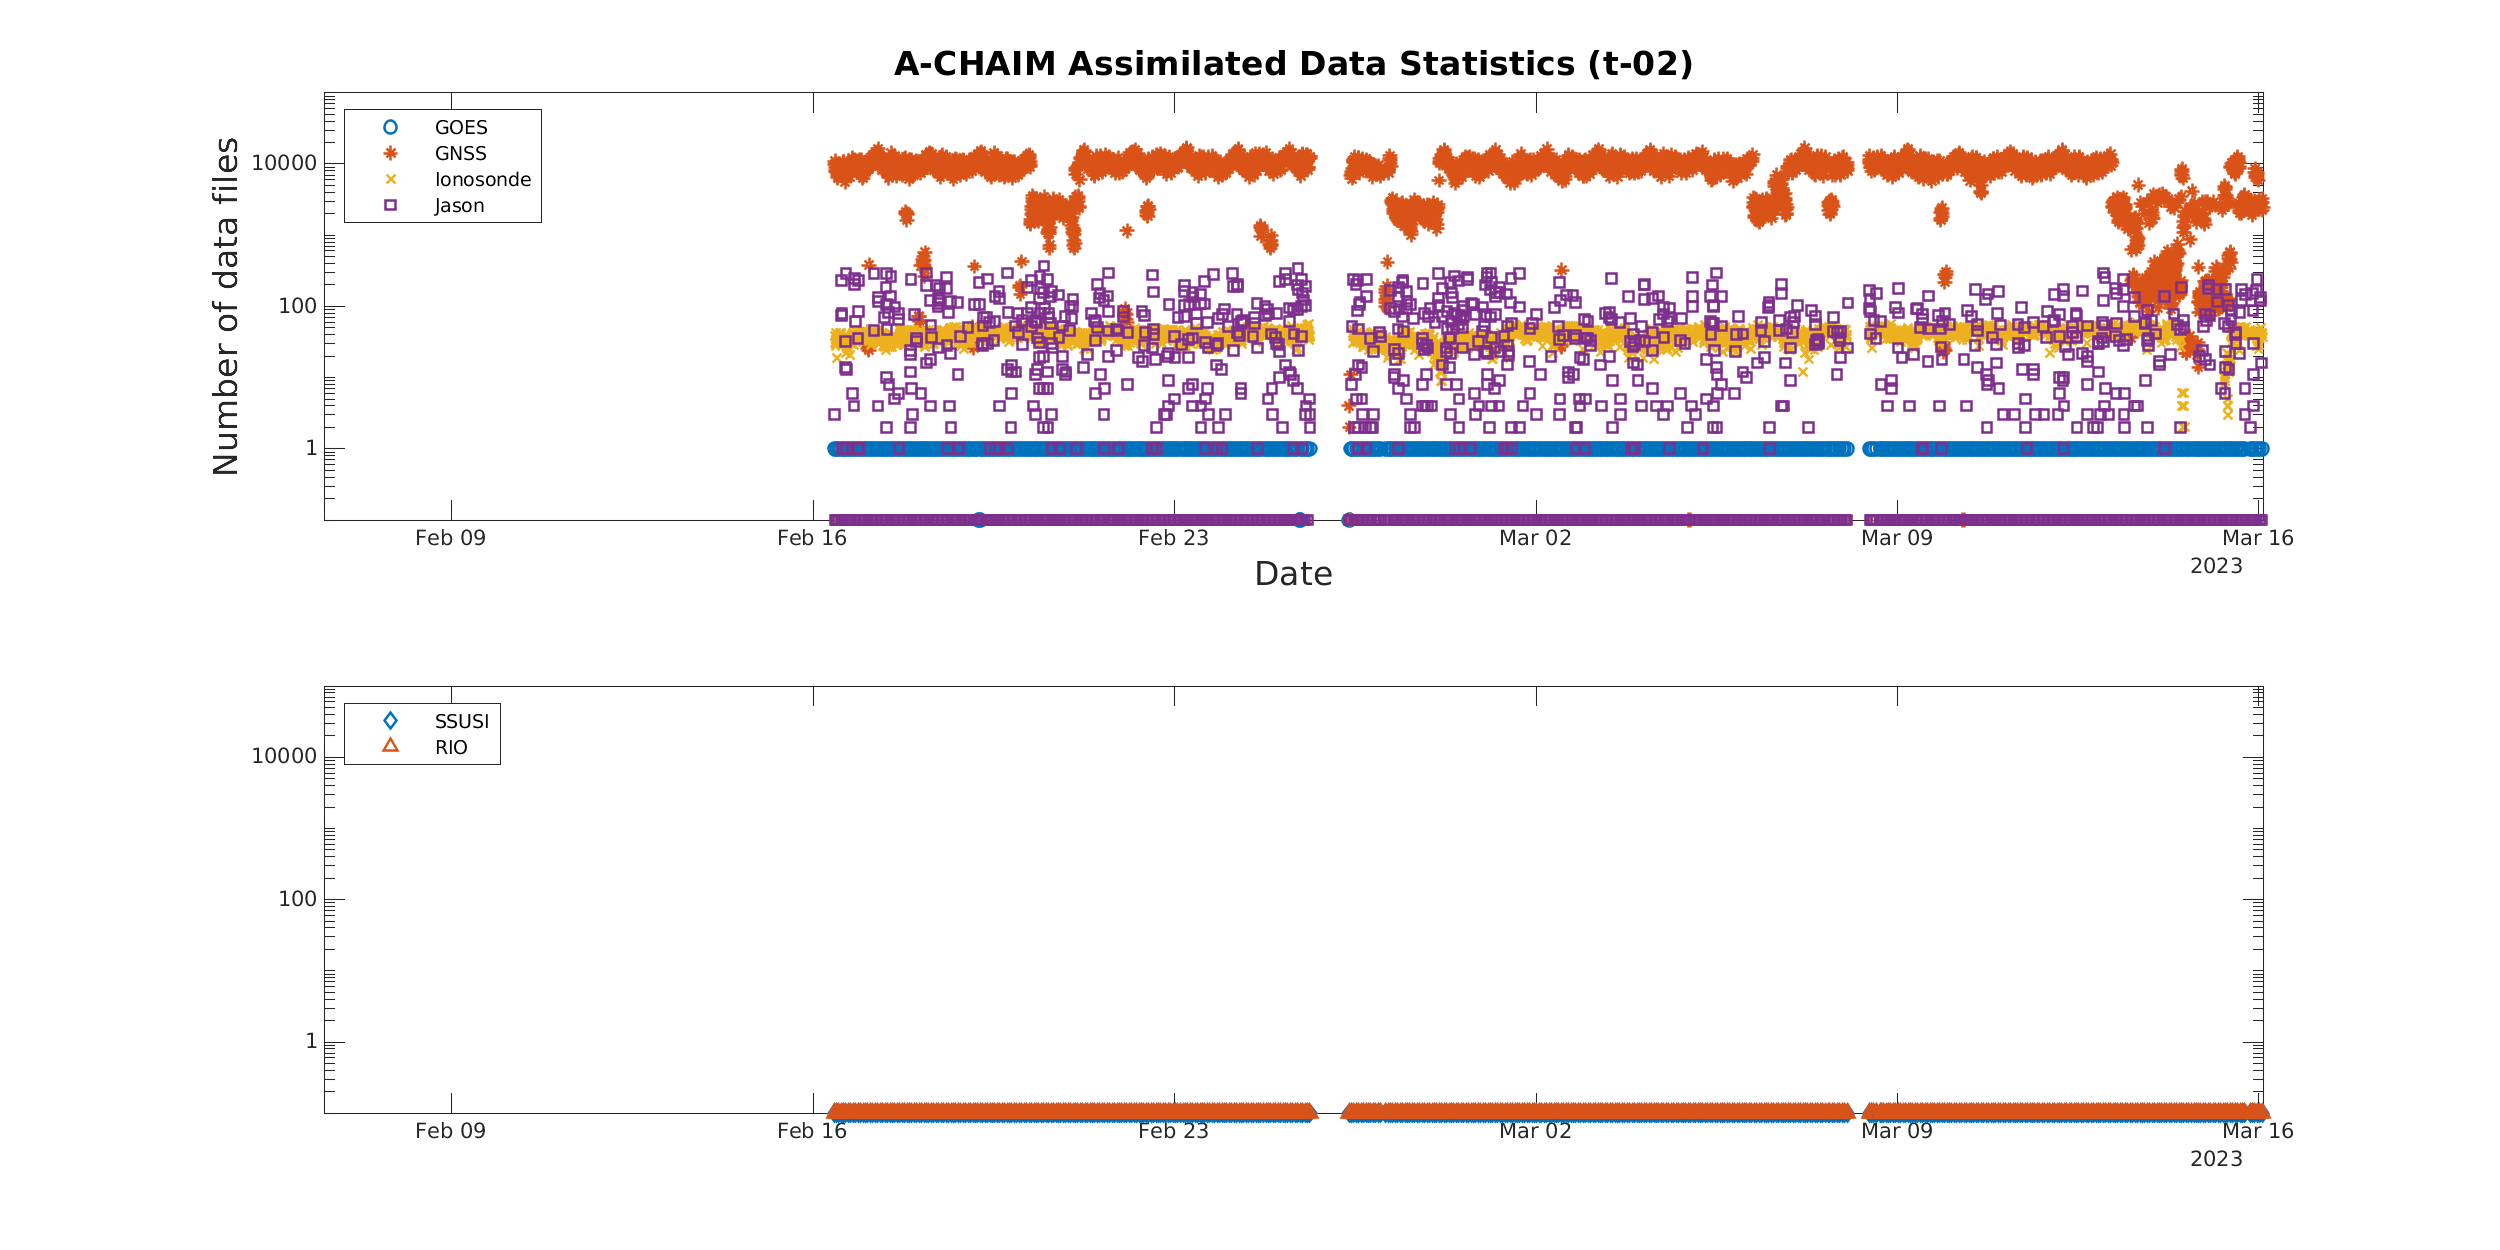 A-CHAIM Assimilated Data Statistics (t-02)
Number of data files
10000
100
1
GOES
GNSS
Ionosonde
Jason
Feb 09 Feb 16 Feb 23 Mar 02 Mar 09 Mar 16
2023
Date
10000
100
1
SSUSI
RIO
Feb 09 Feb 16 Feb 23 Mar 02 Mar 09 Mar 16
2023